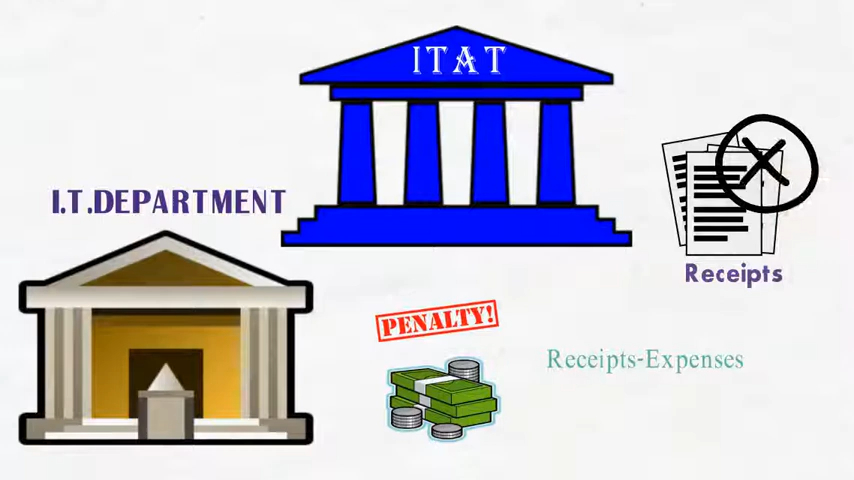 ITAT
I.T.DEPARTMENT
Receipts
PENALTY!
Receipts-Expenses